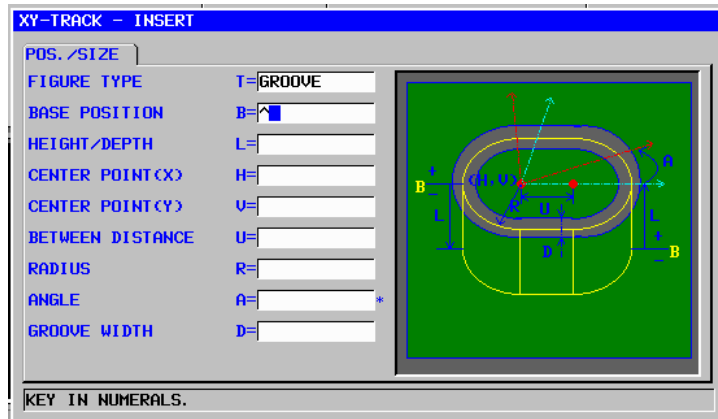 XY-TRACK - INSERT
POS./SIZE
FIGURE TYPE T=GROOVE
BASE POSITION B=^
HEIGHT/DEPTH L=
CENTER POINT(X) H=
CENTER POINT(Y) V=
BETWEEN DISTANCE U=
RADIUS R=
ANGLE A= *
GROOVE WIDTH D=
A
+ (H,V)
B
- R U -
L L
D +
- B
KEY IN NUMERALS.